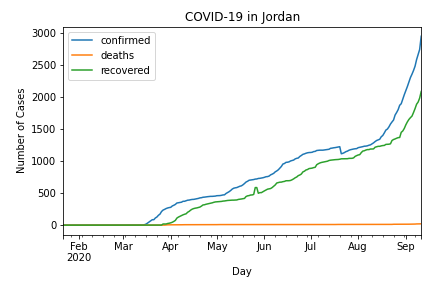 COVID-19 in Jordan
confirmed
deaths
recovered
Number of Cases
3000
2500
2000
1500
1000
500
0
Feb Mar Apr May Jun Jul Aug Sep
2020
Day